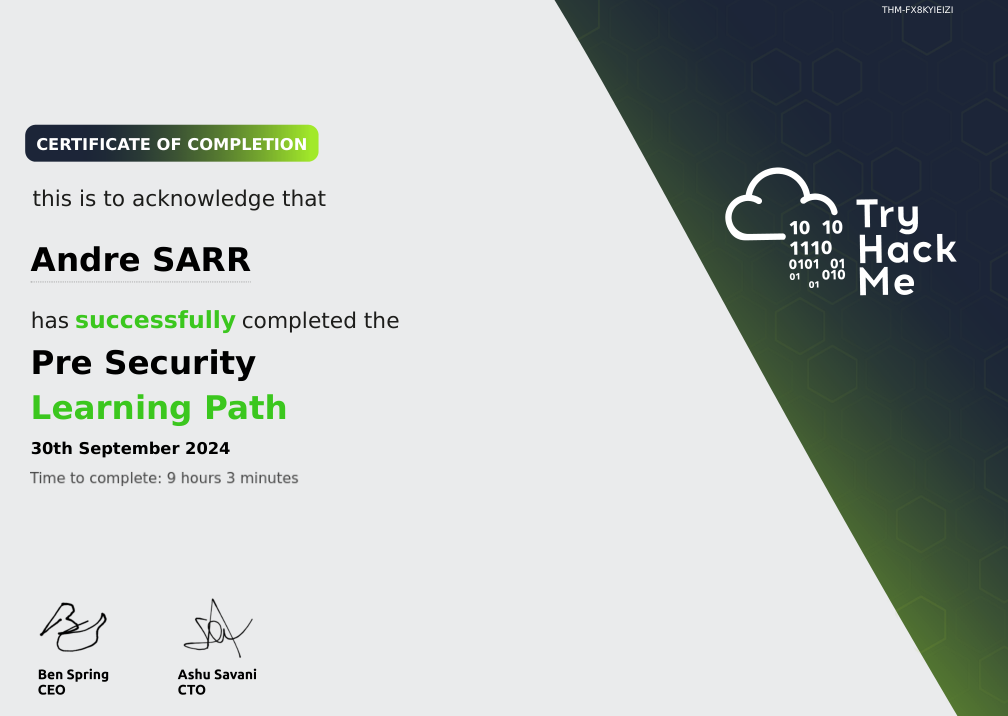 THM-FX8KYIEIZI
CERTIFICATE OF COMPLETION
this is to acknowledge that
Andre SARR
has successfully completed the
Pre Security
Learning Path
30th September 2024
Time to complete: 9 hours 3 minutes
10 10
1110
0101 01
01 010
01
Try
Hack
Me
Ben Spring
CEO
Ashu Savani
CTO